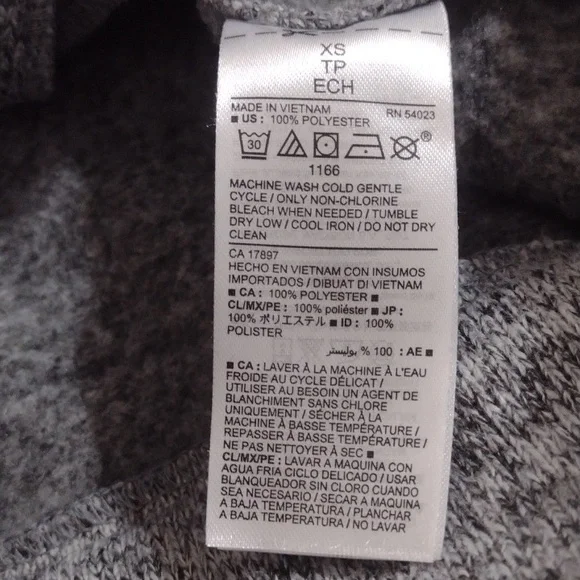 XS
TP
ECH
MADE IN VIETNAM RN 54023
■ US : 100% POLYESTER
30 ®
1166
MACHINE WASH COLD GENTLE
CYCLE / ONLY NON-CHLORINE
BLEACH WHEN NEEDED / TUMBLE
DRY LOW / COOL IRON / DO NOT DRY
CLEAN
CA 17897
HECHO EN VIETNAM CON INSUMOS
IMPORTADOS / DIBUAT DI VIETNAM
■ CA : 100% POLYESTER ■
CL/MX/PE : 100% poliéster ■ JP :
100% ポリエステル ■ ID : 100%
POLISTER
■ AE : 100 % بوليستر
■ CA : LAVER À LA MACHINE À L'EAU
FROIDE AU CYCLE DÉLICAT /
UTILISER AU BESOIN UN AGENT DE
BLANCHIMENT SANS CHLORE
UNIQUEMENT / SÉCHER À LA
MACHINE À BASSE TEMPÉRATURE /
REPASSER À BASSE TEMPÉRATURE /
NE PAS NETTOYER À SEC ■
CL/MX/PE : LAVAR A MAQUINA CON
AGUA FRIA CICLO DELICADO / USAR
BLANQUEADOR SIN CLORO CUANDO
SEA NECESARIO / SECAR A MAQUINA
A BAJA TEMPERATURA / PLANCHAR
A BAJA TEMPERATURA / NO LAVAR